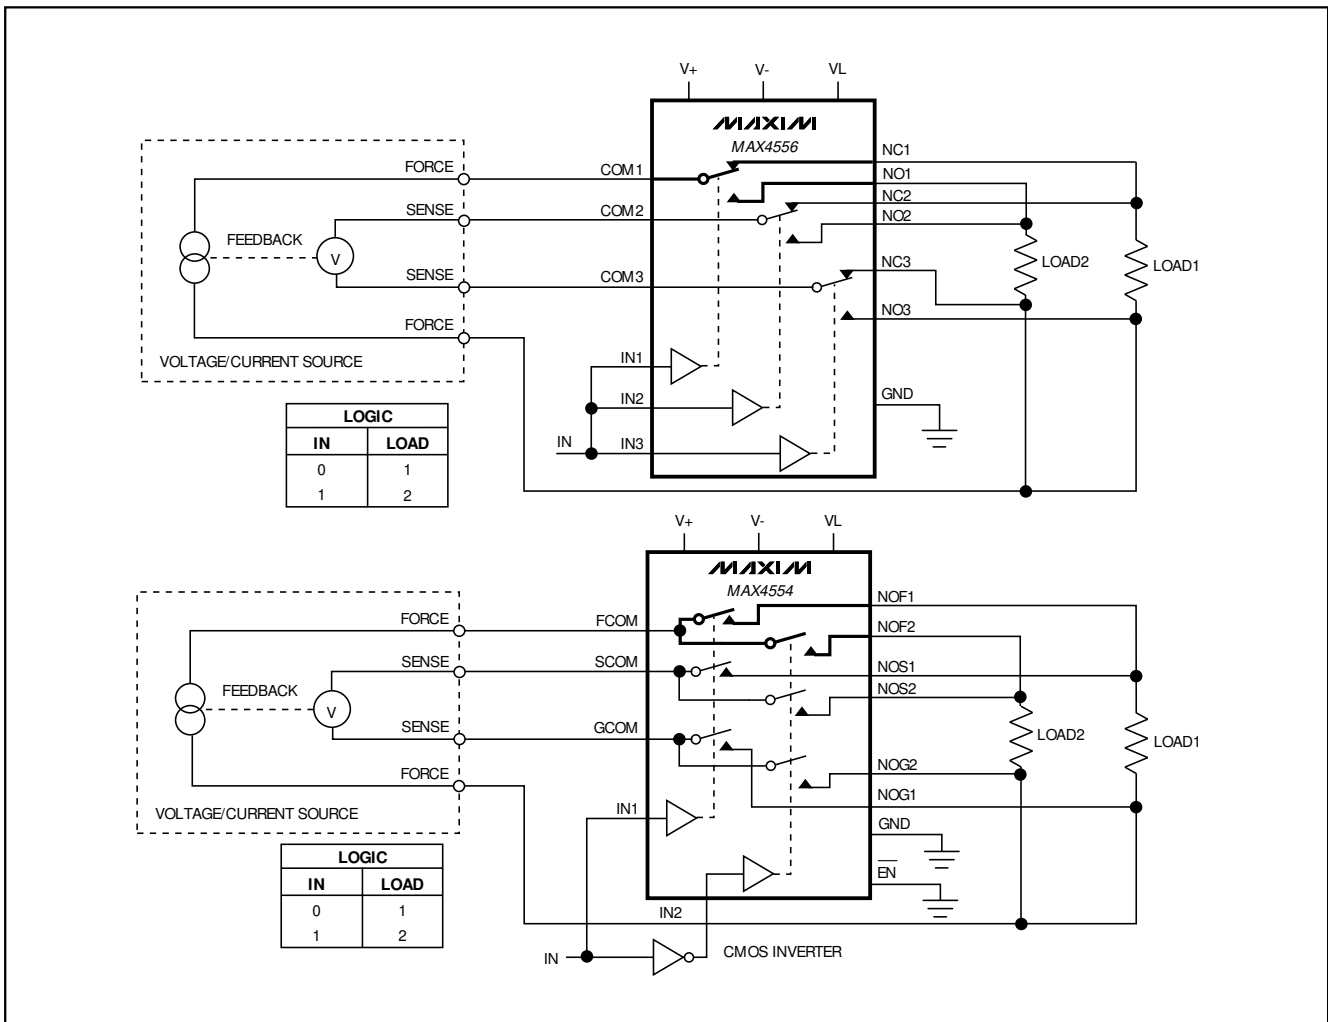 V+ V- VL
MAXIM
MAX4556
FORCE COM1 NC1
NO1
SENSE COM2 NC2
NO2
FEEDBACK V
SENSE COM3 NC3 LOAD2 LOAD1
NO3
FORCE
VOLTAGE/CURRENT SOURCE
IN1
IN2 GND
IN IN3
LOGIC
IN LOAD
0 1
1 2
V+ V- VL
MAXIM
MAX4554
FORCE FCOM NOF1
NOF2
SENSE SCOM NOS1
NOS2
FEEDBACK V
SENSE GCOM LOAD2 LOAD1
NOG2
FORCE NOG1
VOLTAGE/CURRENT SOURCE
IN1 GND
EN
IN2
IN CMOS INVERTER
LOGIC
IN LOAD
0 1
1 2